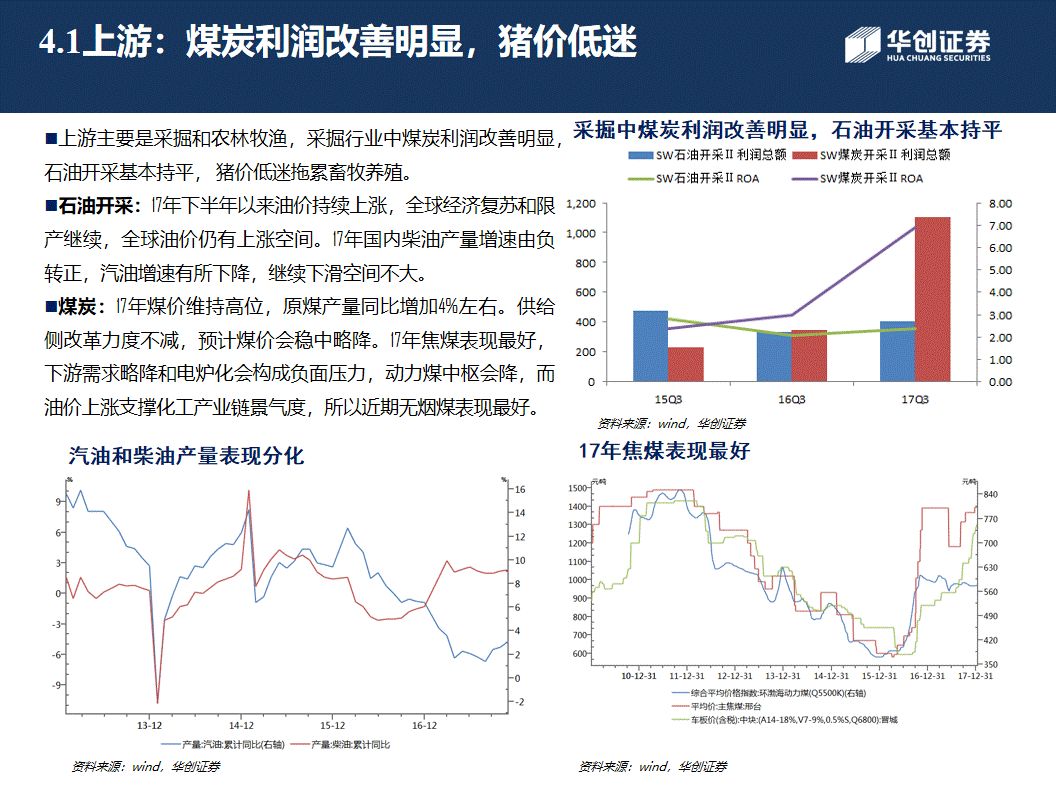 4.1上游：煤炭利润改善明显，猪价低迷
华创证券
HUA CHUANG SECURITIES
■上游主要是采掘和农林牧渔，采掘行业中煤炭利润改善明显，
石油开采基本持平，猪价低迷拖累畜牧养殖。
■石油开采：17年下半年以来油价持续上涨，全球经济复苏和限
产继续，全球油价仍有上涨空间。17年国内柴油产量增速由负
转正，汽油增速有所下降，继续下滑空间不大。
■煤炭：17年煤价维持高位，原煤产量同比增加4%左右。供给
侧改革力度不减，预计煤价会稳中略降。17年焦煤表现最好，
下游需求略降和电炉化会构成负面压力，动力煤中枢会降，而
油价上涨支撑化工产业链景气度，所以近期无烟煤表现最好。
采掘中煤炭利润改善明显，石油开采基本持平
SW石油开采Ⅱ 利润总额 SW煤炭开采Ⅱ 利润总额
SW石油开采Ⅱ ROA SW煤炭开采Ⅱ ROA
1,200 8.00
7.00
1,000
6.00
800
5.00
600 4.00
3.00
400
2.00
200
1.00
0 0.00
15Q3 16Q3 17Q3
资料来源：wind，华创证券
汽油和柴油产量表现分化
% %
16
9 14
12
6
10
3
8
0 6
-3 4
2
-6
0
-9
-2
13-12 14-12 15-12 16-12
产量:汽油:累计同比(右轴) 产量:柴油:累计同比
资料来源：wind，华创证券
17年焦煤表现最好
元/吨 元/吨
1500 840
1400
1300 770
1200 700
1100 630
1000
900 560
800 490
700 420
600
350
10-12-31 11-12-31 12-12-31 13-12-31 14-12-31 15-12-31 16-12-31 17-12-31
综合平均价格指数:环渤海动力煤(Q5500K)(右轴)
平均价:主焦煤:邢台
车板价(含税):中块:(A14-18%,V7-9%,0.5%S,Q6800):晋城
资料来源：wind，华创证券